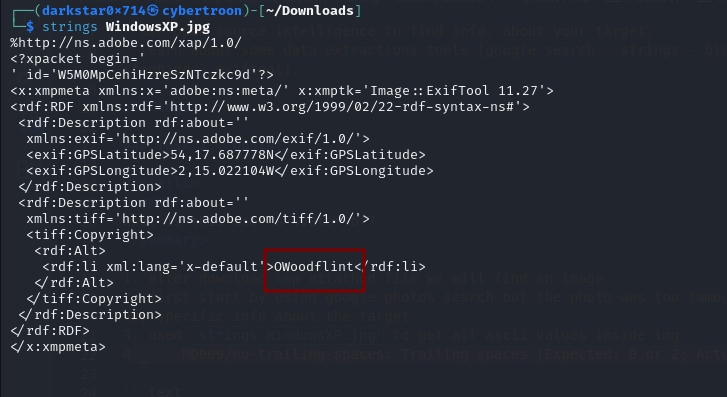 ┌──(darkstar0x714㉿cybertroon)-[~/Downloads]
└─$ strings WindowsXP.jpg
%http://ns.adobe.com/xap/1.0/
<?xpacket begin='
' id='W5M0MpCehiHzreSzNTczkc9d'?>
<x:xmpmeta xmlns:x='adobe:ns:meta/' x:xmptk='Image::ExifTool 11.27'>
<rdf:RDF xmlns:rdf='http://www.w3.org/1999/02/22-rdf-syntax-ns#'>
 <rdf:Description rdf:about=''
  xmlns:exif='http://ns.adobe.com/exif/1.0/'>
  <exif:GPSLatitude>54,17.687778N</exif:GPSLatitude>
  <exif:GPSLongitude>2,15.022104W</exif:GPSLongitude>
 </rdf:Description>
 <rdf:Description rdf:about=''
  xmlns:tiff='http://ns.adobe.com/tiff/1.0/'>
  <tiff:Copyright>
   <rdf:Alt>
    <rdf:li xml:lang='x-default'>OWoodflint</rdf:li>
   </rdf:Alt>
  </tiff:Copyright>
 </rdf:Description>
</rdf:RDF>
</x:xmpmeta>